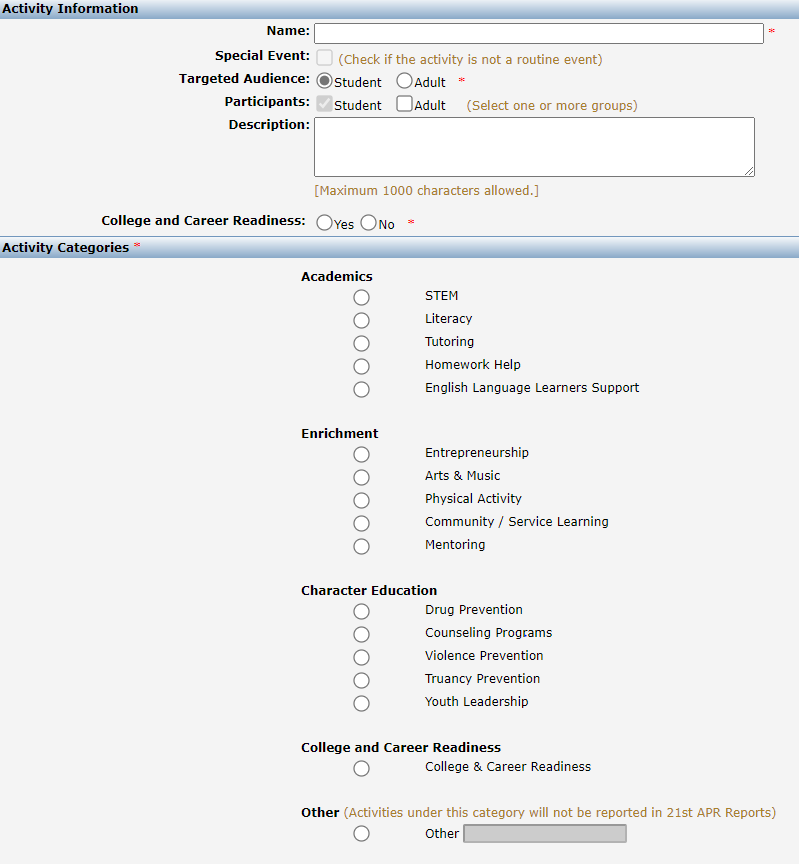 Activity Information
Name: *
Special Event: (Check if the activity is not a routine event)
Targeted Audience: Student Adult *
Participants: Student Adult (Select one or more groups)
Description:
[Maximum 1000 characters allowed.]
College and Career Readiness: Yes No *
Activity Categories *
Academics
STEM
Literacy
Tutoring
Homework Help
English Language Learners Support
Enrichment
Entrepreneurship
Arts & Music
Physical Activity
Community / Service Learning
Mentoring
Character Education
Drug Prevention
Counseling Programs
Violence Prevention
Truancy Prevention
Youth Leadership
College and Career Readiness
College & Career Readiness
Other (Activities under this category will not be reported in 21st APR Reports)
Other